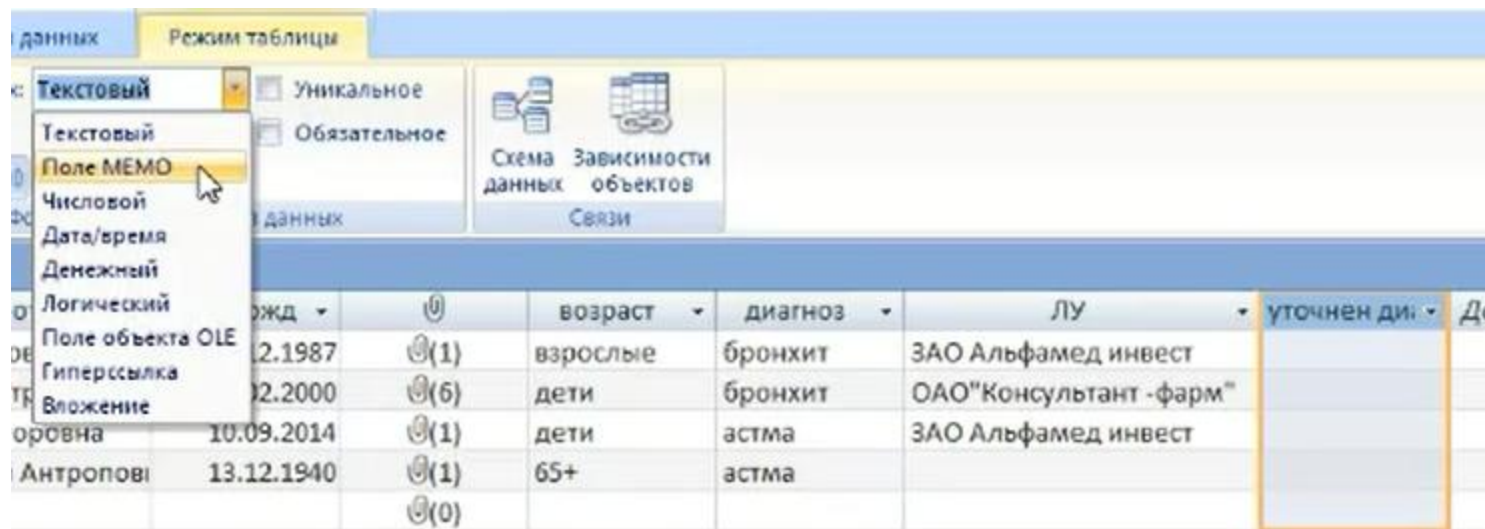 данных Режим таблицы
Текстовый Уникальное
Текстовый Обязательное
Поле МЕМО
Числовой
Дата/время
Денежный
Логический
Поле объекта OLE
Гиперссылка
Вложение
данных
Схема данных
Зависимости объектов
Связи
ожд возраст диагноз ЛУ уточнен ди
12.1987 (1) взрослые бронхит ЗАО Альфамед инвест
02.2000 (6) дети бронхит ОАО"Консультант -фарм"
оровна 10.09.2014 (1) дети астма ЗАО Альфамед инвест
Антропов 13.12.1940 (1) 65+ астма
(0)